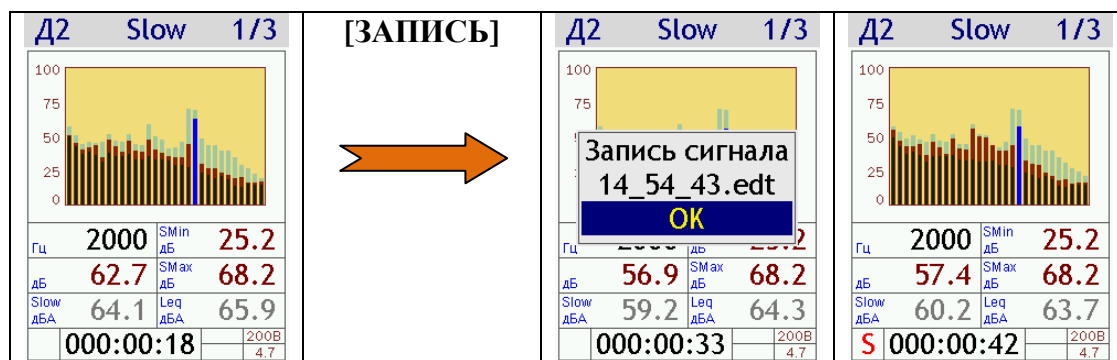 Д2 Slow 1/3
100
75
50
25
0
Гц 2000 SMin дБ 25.2
дБ 62.7 SMax дБ 68.2
Slow дБА 64.1 Leq дБА 65.9
000:00:18 200В 4.7
[ЗАПИСЬ]
Д2 Slow 1/3
100
75
Запись сигнала
14_54_43.edt
OK
Гц
дБ 56.9 SMax дБ 68.2
Slow дБА 59.2 Leq дБА 64.3
000:00:33 200В 4.7
Д2 Slow 1/3
100
75
50
25
0
Гц 2000 SMin дБ 25.2
дБ 57.4 SMax дБ 68.2
Slow дБА 60.2 Leq дБА 63.7
S 000:00:42 200В 4.7